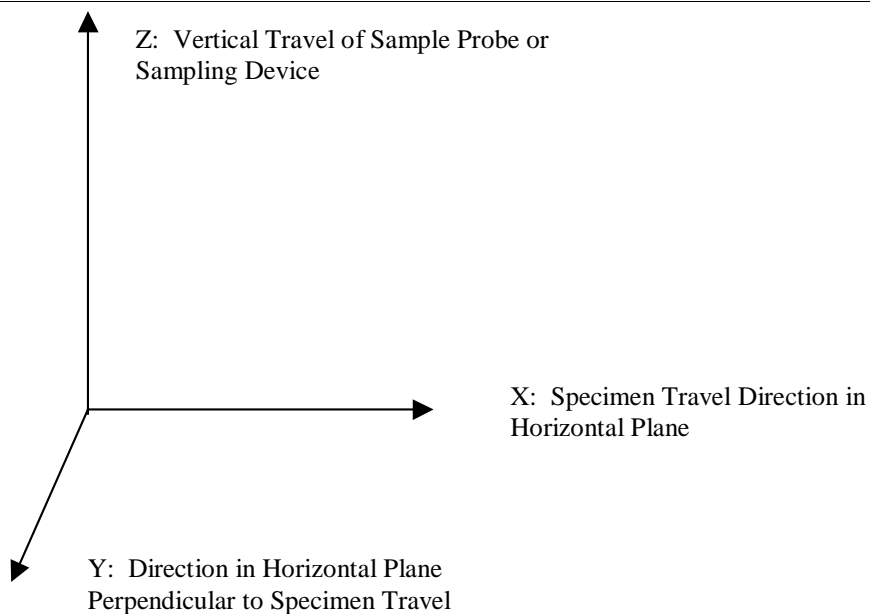 Z:  Vertical Travel of Sample Probe or
Sampling Device
X:  Specimen Travel Direction in
Horizontal Plane
Y:  Direction in Horizontal Plane
Perpendicular to Specimen Travel